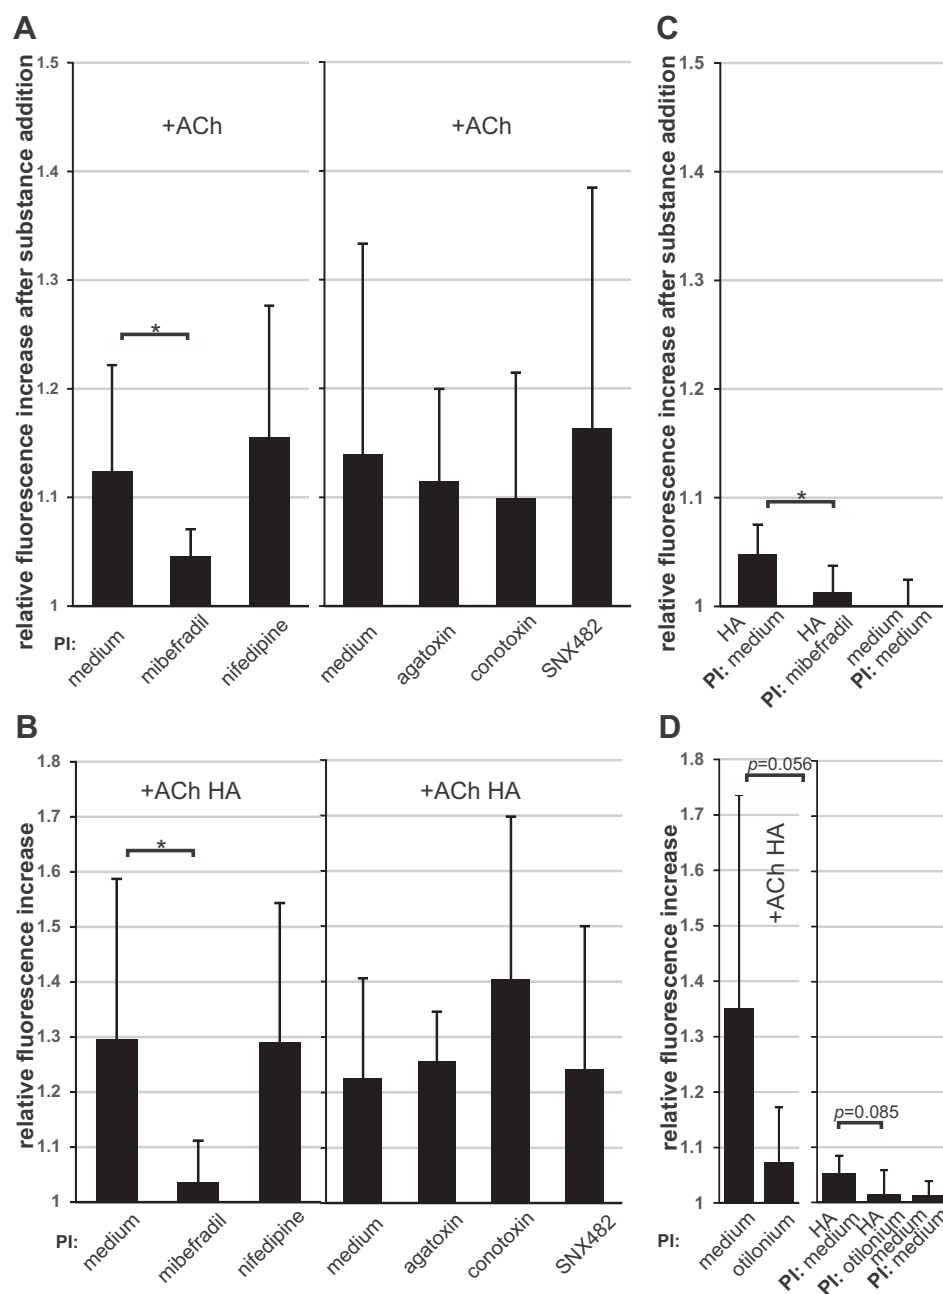 A
relative fluorescence increase after substance addition
1.5
1.4
1.3
1.2
1.1
1
+ACh
+ACh
*
PI:
medium
mibefradil
nifedipine
medium
agatoxin
conotoxin
SNX482
C
relative fluorescence increase after substance addition
1.5
1.4
1.3
1.2
1.1
1
*
HA
PI: medium
HA
PI: mibefradil
medium
PI: medium
B
relative fluorescence increase
1.8
1.7
1.6
1.5
1.4
1.3
1.2
1.1
1
+ACh HA
+ACh HA
*
PI:
medium
mibefradil
nifedipine
medium
agatoxin
conotoxin
SNX482
D
relative fluorescence increase
1.8
1.7
1.6
1.5
1.4
1.3
1.2
1.1
1
p=0.056
+ACh HA
p=0.085
PI:
medium
otilonium
HA
PI: medium
HA
PI: otilonium
medium
PI: medium